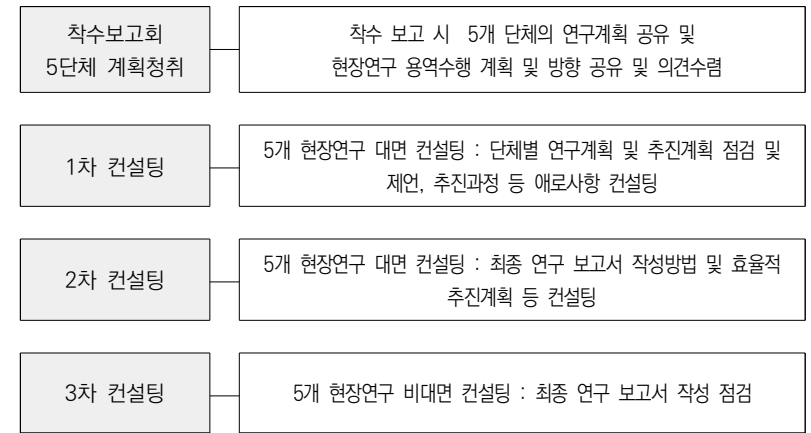 착수보고회
5단체 계획청취
착수 보고 시 5개 단체의 연구계획 공유 및
현장연구 용역수행 계획 및 방향 공유 및 의견수렴
1차 컨설팅
5개 현장연구 대면 컨설팅 : 단체별 연구계획 및 추진계획 점검 및
제언, 추진과정 등 애로사항 컨설팅
2차 컨설팅
5개 현장연구 대면 컨설팅 : 최종 연구 보고서 작성방법 및 효율적
추진계획 등 컨설팅
3차 컨설팅
5개 현장연구 비대면 컨설팅 : 최종 연구 보고서 작성 점검